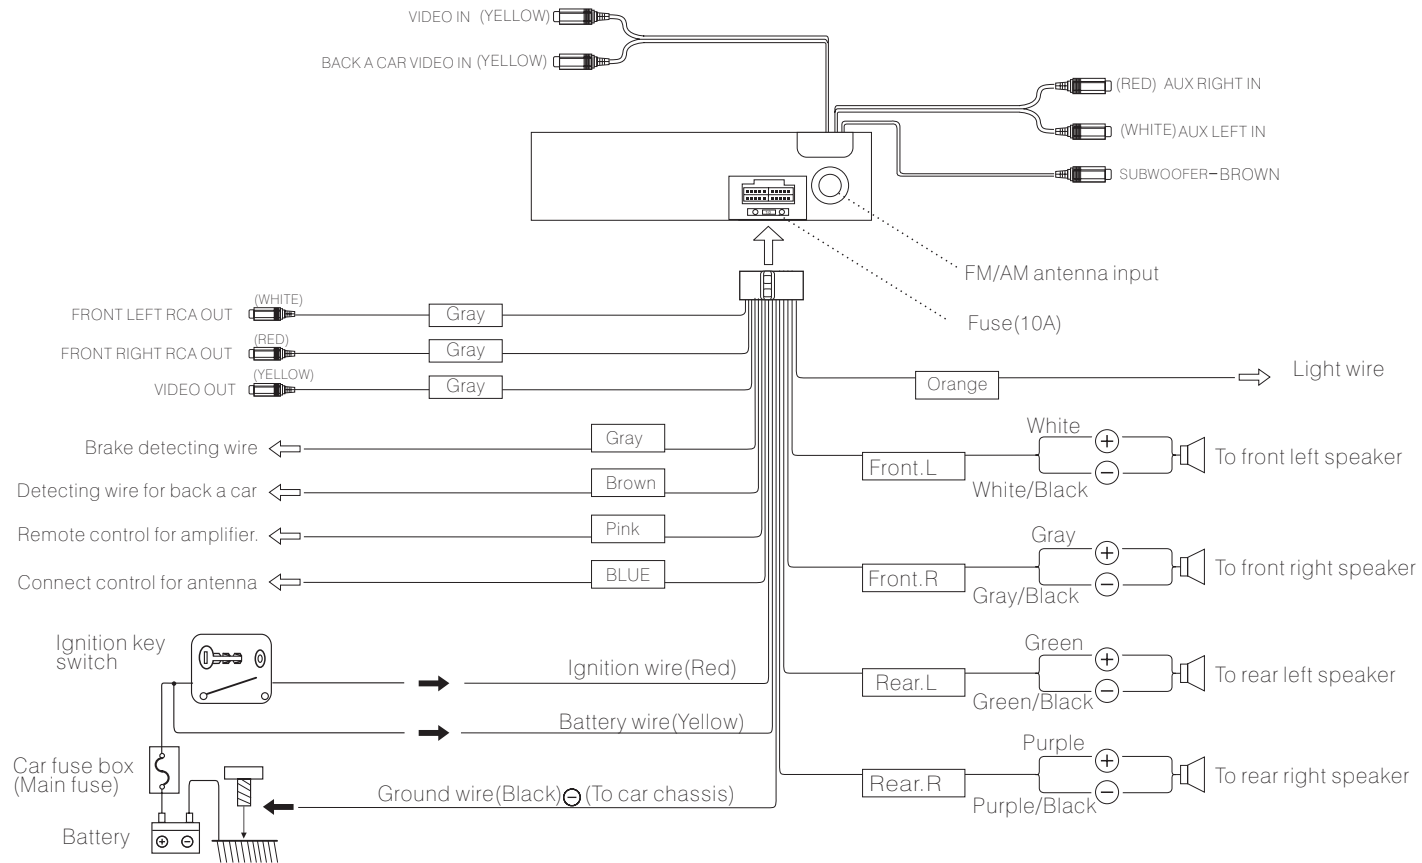 VIDEO IN (YELLOW)
BACK A CAR VIDEO IN (YELLOW)
(RED) AUX RIGHT IN
(WHITE) AUX LEFT IN
SUBWOOFER-BROWN
FM/AM antenna input
Fuse(10A)
FRONT LEFT RCA OUT
(WHITE)
Gray
FRONT RIGHT RCA OUT
(RED)
Gray
VIDEO OUT
(YELLOW)
Gray
Orange
Light wire
Brake detecting wire
Gray
Detecting wire for back a car
Brown
Remote control for amplifier.
Pink
Connect control for antenna
BLUE
Front.L
White
+
−
White/Black
To front left speaker
Front.R
Gray
+
−
Gray/Black
To front right speaker
Rear.L
Green
+
−
Green/Black
To rear left speaker
Rear.R
Purple
+
−
Purple/Black
To rear right speaker
Ignition key
switch
Ignition wire(Red)
Battery wire(Yellow)
Car fuse box
(Main fuse)
Ground wire(Black) − (To car chassis)
Battery
+ −